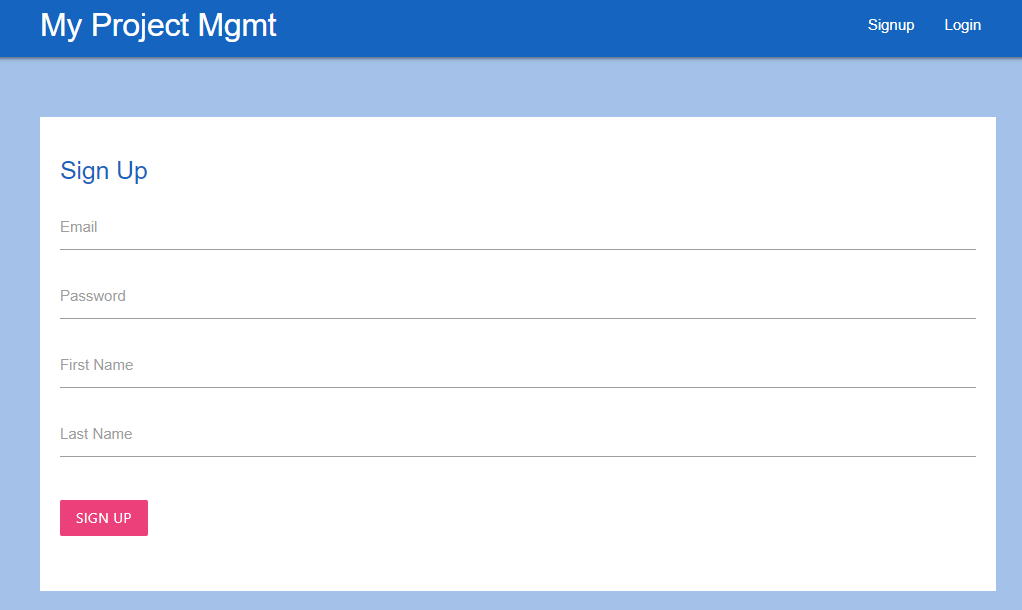 My Project Mgmt
Signup Login
Sign Up
Email
Password
First Name
Last Name
SIGN UP